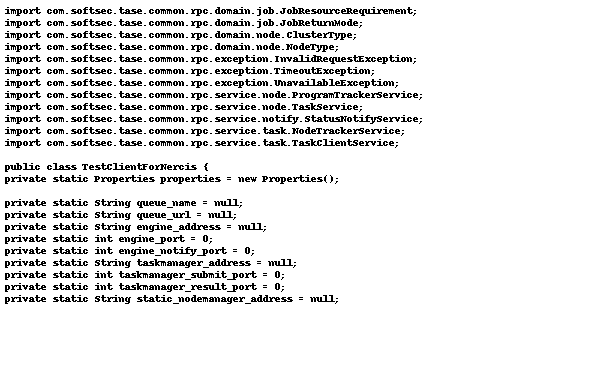 import com.softsec.tase.common.rpc.domain.job.JobResourceRequirement;
import com.softsec.tase.common.rpc.domain.job.JobReturnMode;
import com.softsec.tase.common.rpc.domain.node.ClusterType;
import com.softsec.tase.common.rpc.domain.node.NodeType;
import com.softsec.tase.common.rpc.exception.InvalidRequestException;
import com.softsec.tase.common.rpc.exception.TimeoutException;
import com.softsec.tase.common.rpc.exception.UnavailableException;
import com.softsec.tase.common.rpc.service.node.ProgramTrackerService;
import com.softsec.tase.common.rpc.service.node.TaskService;
import com.softsec.tase.common.rpc.service.notify.StatusNotifyService;
import com.softsec.tase.common.rpc.service.task.NodeTrackerService;
import com.softsec.tase.common.rpc.service.task.TaskClientService;
public class TestClientForNercis {
private static Properties properties = new Properties();
private static String queue_name = null;
private static String queue_url = null;
private static String engine_address = null;
private static int engine_port = 0;
private static int engine_notify_port = 0;
private static String taskmanager_address = null;
private static int taskmanager_submit_port = 0;
private static int taskmanager_result_port = 0;
private static String static_nodemanager_address = null;